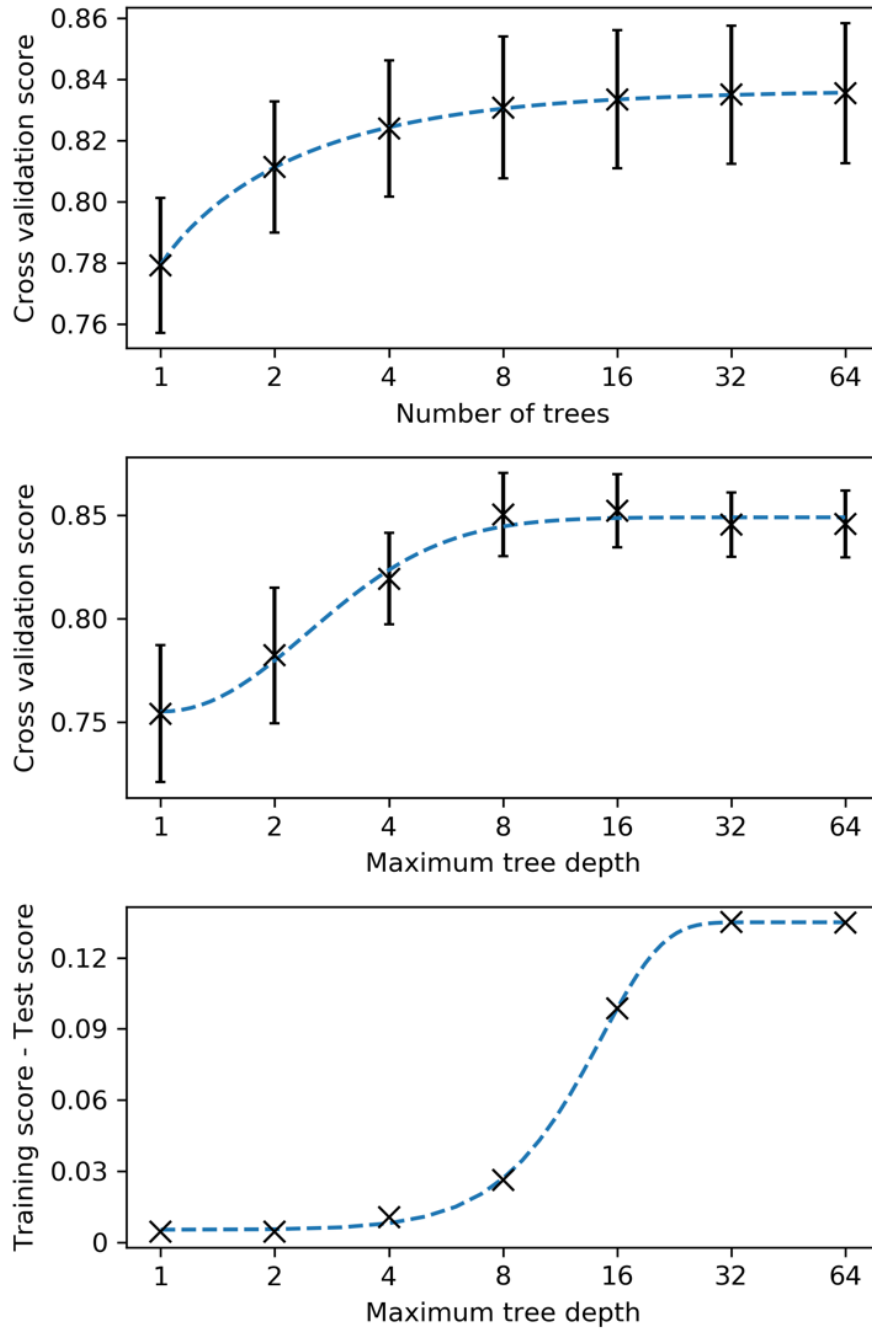 Cross validation score
0.86
0.84
0.82
0.80
0.78
0.76
1 2 4 8 16 32 64
Number of trees
Cross validation score
0.85
0.80
0.75
1 2 4 8 16 32 64
Maximum tree depth
Training score - Test score
0.12
0.09
0.06
0.03
0
1 2 4 8 16 32 64
Maximum tree depth